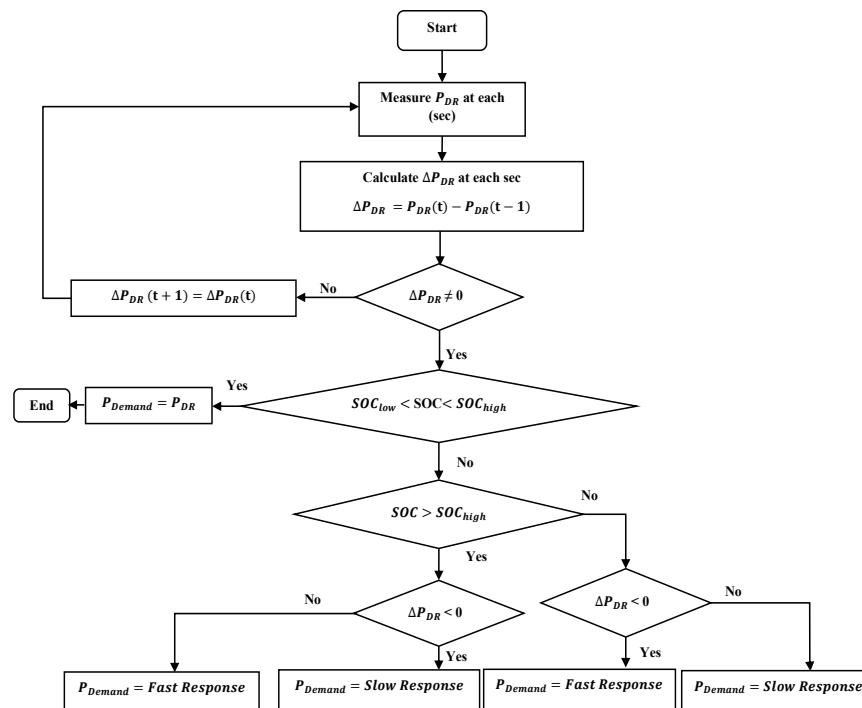 Start
Measure P_DR at each
(sec)
Calculate ΔP_DR at each sec
ΔP_DR = P_DR(t) − P_DR(t − 1)
ΔP_DR ≠ 0
No
ΔP_DR (t + 1) = ΔP_DR(t)
Yes
SOC_low < SOC< SOC_high
Yes
P_Demand = P_DR
End
No
SOC > SOC_high
No
Yes
ΔP_DR < 0
No
Yes
ΔP_DR < 0
No
Yes
P_Demand = Fast Response
P_Demand = Slow Response
P_Demand = Fast Response
P_Demand = Slow Response